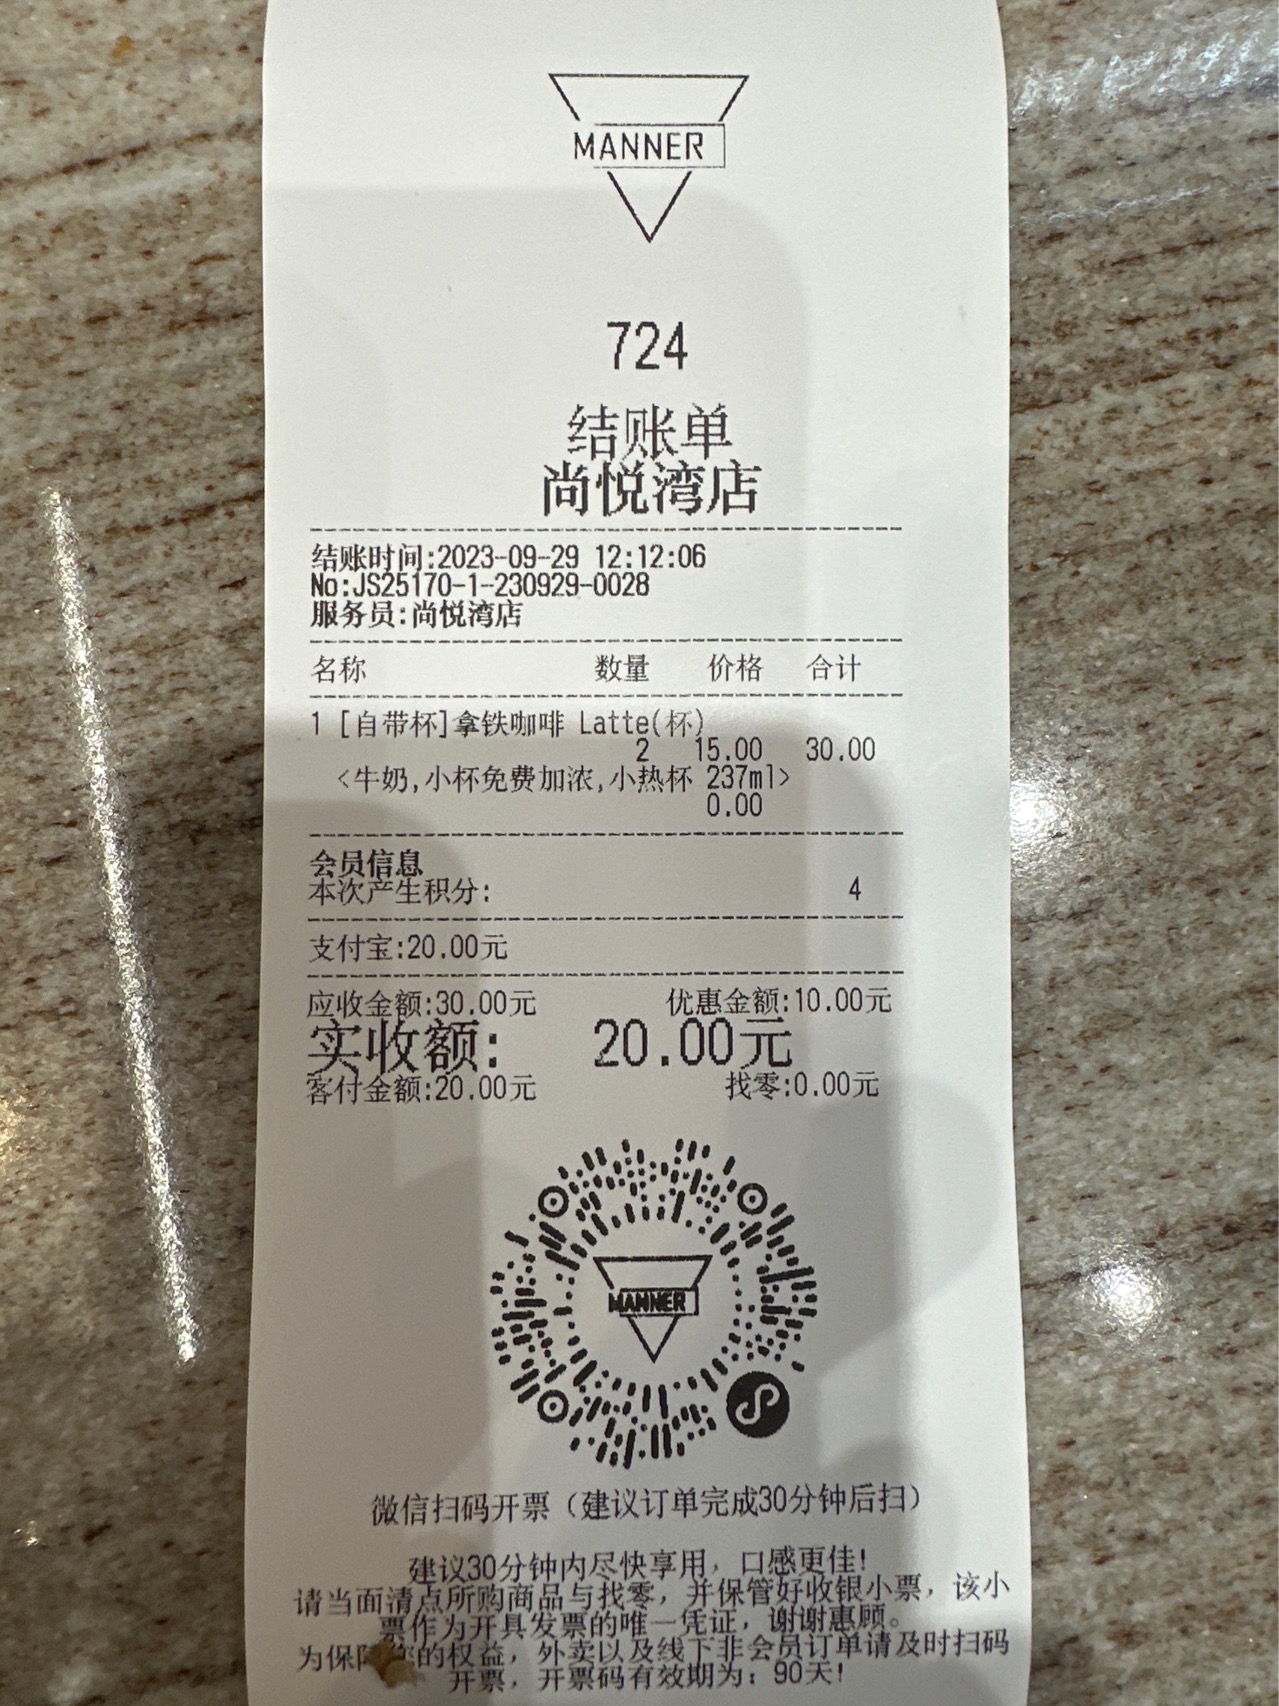 MANNER
724
结账单
尚悦湾店
结账时间:2023-09-29 12:12:06
No:JS25170-1-230929-0028
服务员:尚悦湾店
名称 数量 价格 合计
1 [自带杯]拿铁咖啡 Latte(杯)
2 15.00 30.00
<牛奶,小杯免费加浓,小热杯 237ml>
0.00
会员信息
本次产生积分: 4
支付宝:20.00元
应收金额:30.00元 优惠金额:10.00元
实收额: 20.00元
客付金额:20.00元 找零:0.00元
MANNER
微信扫码开票（建议订单完成30分钟后扫）
建议30分钟内尽快享用，口感更佳!
请当面清点所购商品与找零，并保管好收银小票，该小
票作为开具发票的唯一凭证，谢谢惠顾。
为保障您的权益，外卖以及线下非会员订单请及时扫码
开票，开票码有效期为：90天!